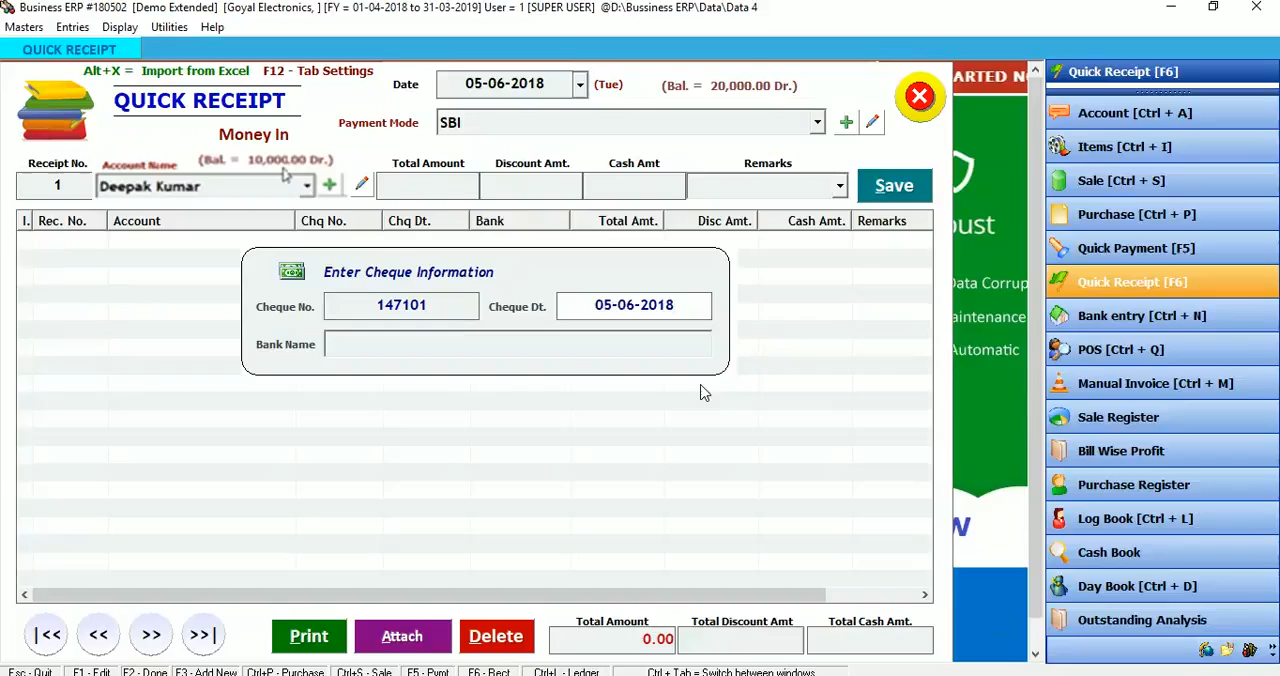 Business ERP #180502 [Demo Extended] [Goyal Electronics, ] [FY = 01-04-2018 to 31-03-2019] User = 1 [SUPER USER] @D:\Bussiness ERP\Data\Data 4
Masters Entries Display Utilities Help
QUICK RECEIPT
Alt+X = Import from Excel F12 - Tab Settings
QUICK RECEIPT
Money In
Date 05-06-2018 (Tue) (Bal. = 20,000.00 Dr.)
Payment Mode SBI
Receipt No. Account Name (Bal. = 10,000.00 Dr.) Total Amount Discount Amt. Cash Amt Remarks
1 Deepak Kumar Save
I. Rec. No. Account Chq No. Chq Dt. Bank Total Amt. Disc Amt. Cash Amt. Remarks
Enter Cheque Information
Cheque No. 147101 Cheque Dt. 05-06-2018
Bank Name
|<< << >> >>| Print Attach Delete
Total Amount Total Discount Amt Total Cash Amt.
0.00
Esc - Quit F1 - Edit F2 - Done F3 - Add New Ctrl+P - Purchase Ctrl+S - Sale F5 - Pymt F6 - Rect Ctrl+L - Ledger Ctrl + Tab = Switch between windows
ARTED
Data Corrup
aintenance
Automatic
Quick Receipt [F6]
Account [Ctrl + A]
Items [Ctrl + I]
Sale [Ctrl + S]
Purchase [Ctrl + P]
Quick Payment [F5]
Quick Receipt [F6]
Bank entry [Ctrl + N]
POS [Ctrl + Q]
Manual Invoice [Ctrl + M]
Sale Register
Bill Wise Profit
Purchase Register
Log Book [Ctrl + L]
Cash Book
Day Book [Ctrl + D]
Outstanding Analysis